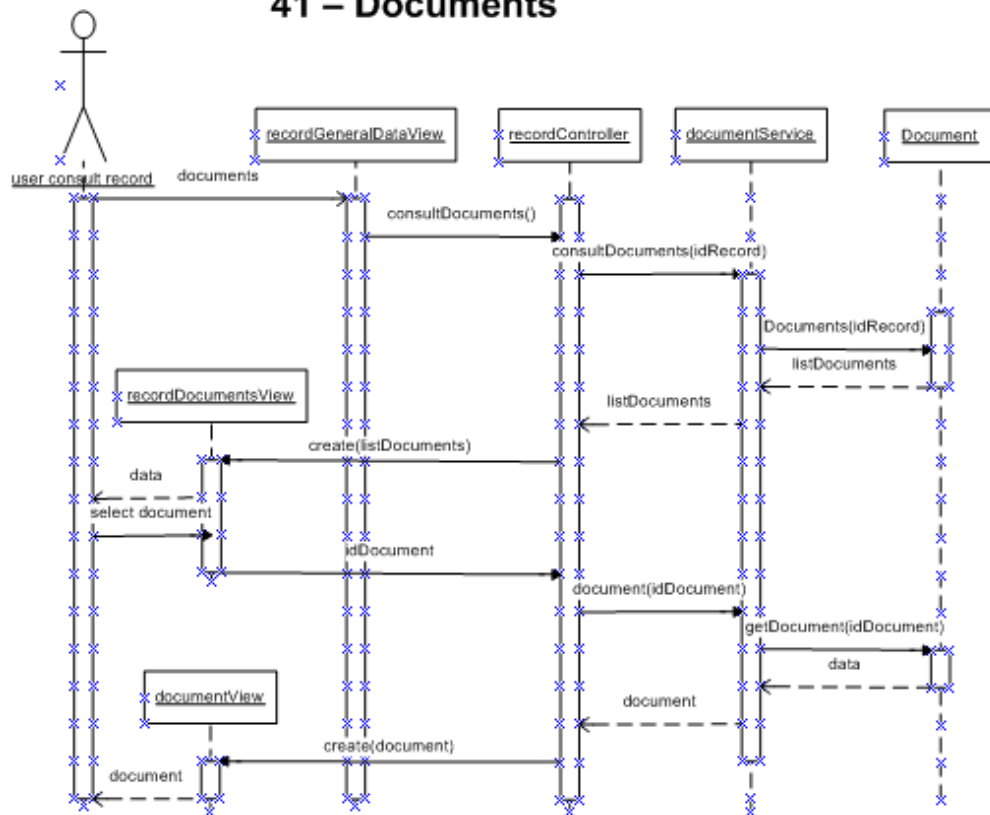 41 – Documents
recordGeneralDataView
recordController
documentService
Document
user consult record
documents
consultDocuments()
consultDocuments(idRecord)
Documents(idRecord)
listDocuments
recordDocumentsView
listDocuments
create(listDocuments)
data
select document
idDocument
document(idDocument)
getDocument(idDocument)
data
documentView
document
create(document)
document